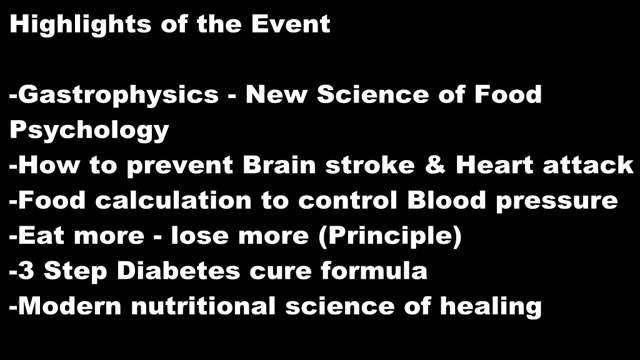 Highlights of the Event
-Gastrophysics - New Science of Food
Psychology
-How to prevent Brain stroke & Heart attack
-Food calculation to control Blood pressure
-Eat more - lose more (Principle)
-3 Step Diabetes cure formula
-Modern nutritional science of healing